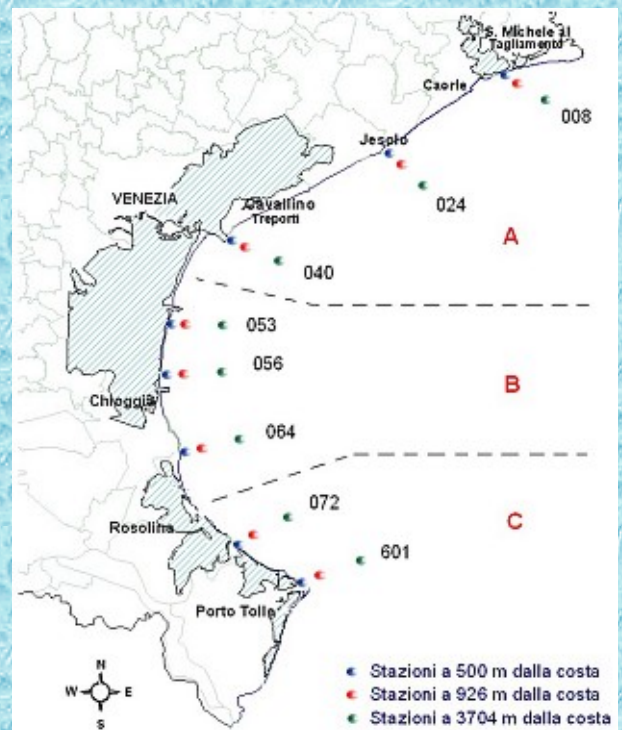 S. Michele al
Tagliamento
Caorle
008
Jesolo
024
VENEZIA
Cavallino
Treporti
A
040
053
056
B
Chioggia
064
072
C
Rosolina
601
Porto Tolle
N
W E
S
Stazioni a 500 m dalla costa
Stazioni a 926 m dalla costa
Stazioni a 3704 m dalla costa